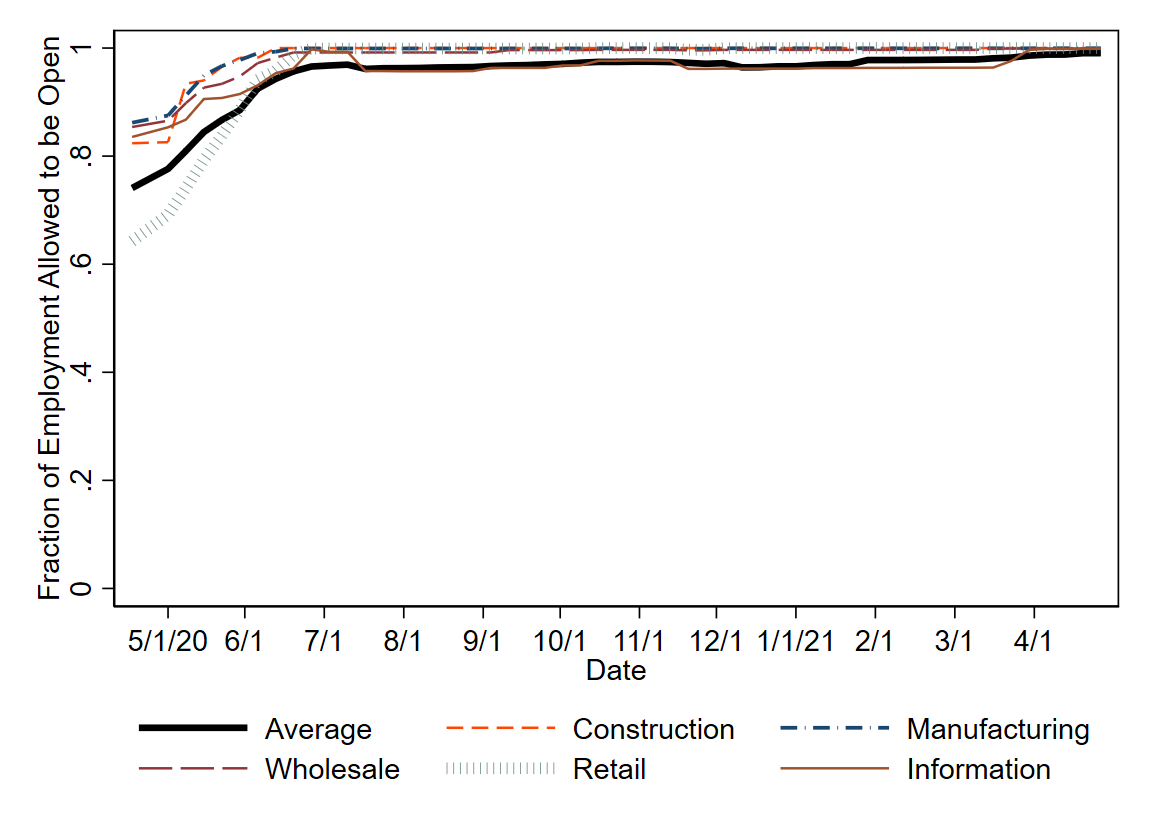 Fraction of Employment Allowed to be Open
1
.8
.6
.4
.2
0
5/1/20 6/1 7/1 8/1 9/1 10/1 11/1 12/1 1/1/21 2/1 3/1 4/1
Date
Average Construction Manufacturing
Wholesale Retail Information